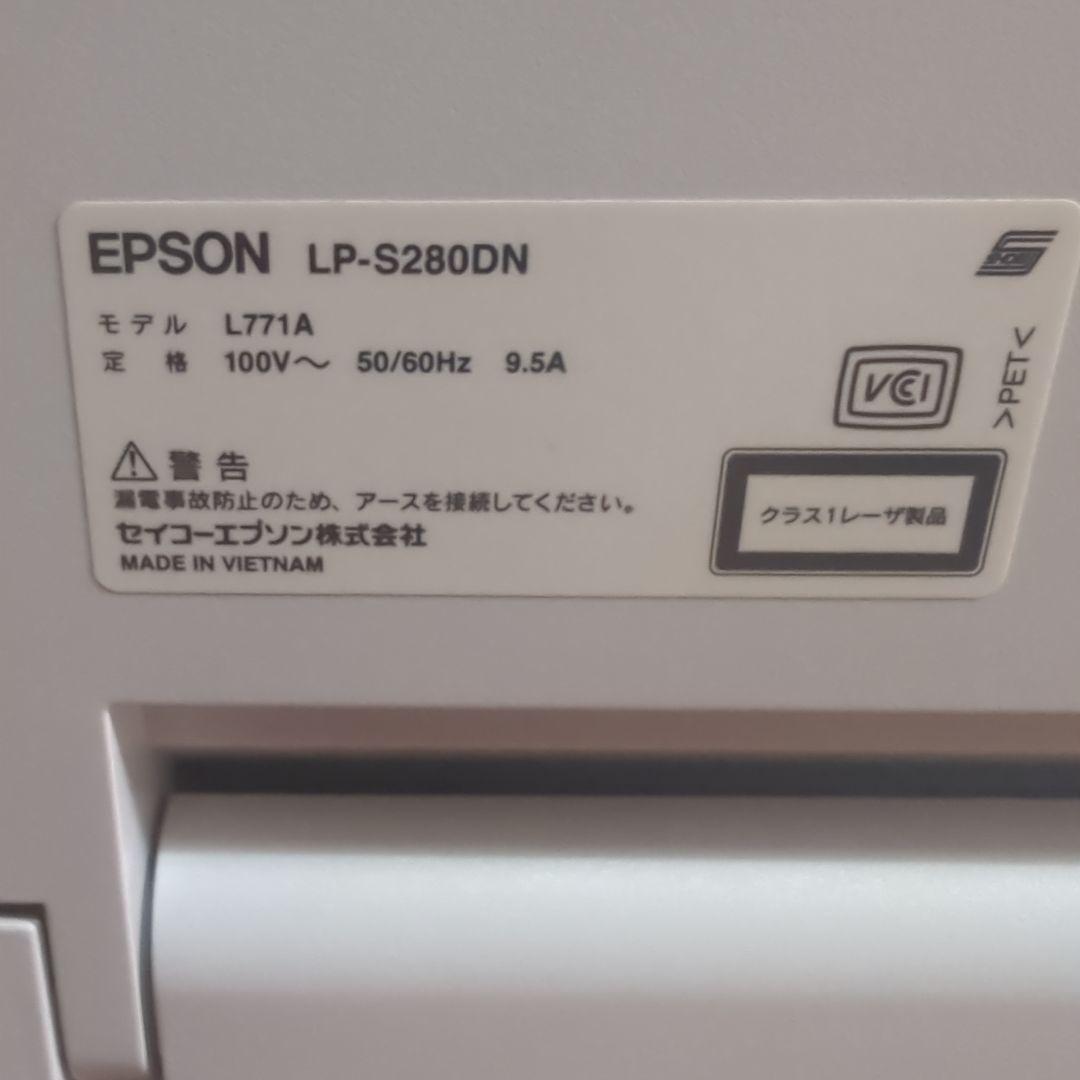 EPSON LP-S280DN
モデル L771A
定 格 100V～ 50/60Hz 9.5A
VCCI
>PET<
警 告
漏電事故防止のため、アースを接続してください。
セイコーエプソン株式会社
MADE IN VIETNAM
クラス1レーザ製品